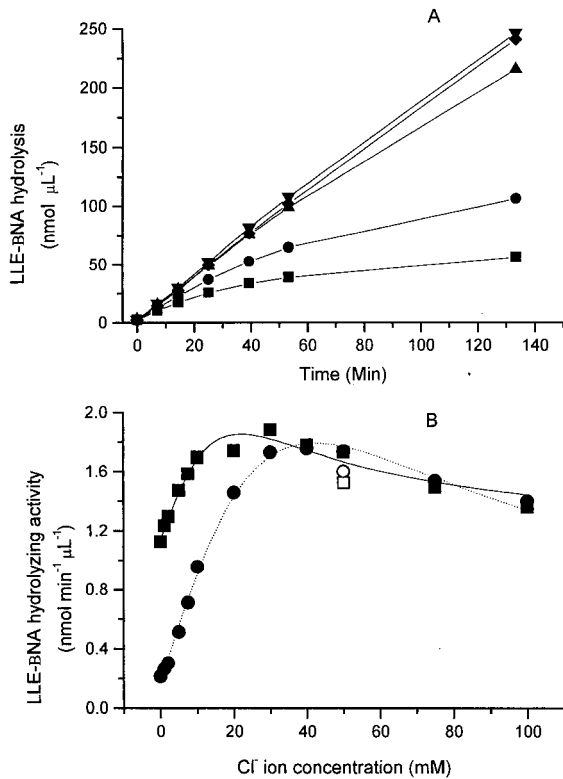 A
LLE-BNA hydrolysis
(nmol μL⁻¹)
250
200
150
100
50
0
0 20 40 60 80 100 120 140
Time (Min)
B
LLE-BNA hydrolyzing activity
(nmol min⁻¹ μL⁻¹)
2.0
1.6
1.2
0.8
0.4
0.0
0 20 40 60 80 100
Cl⁻ ion concentration (mM)